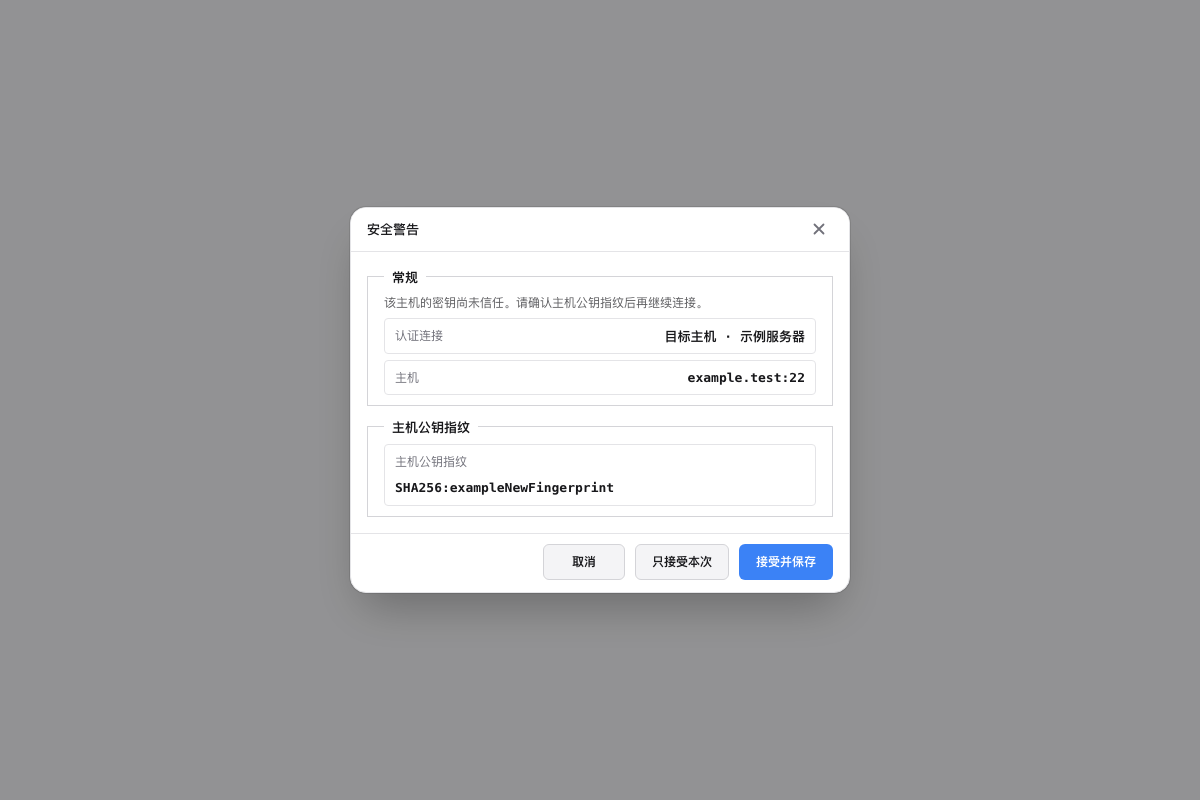 安全警告
常规
该主机的密钥尚未信任。请确认主机公钥指纹后再继续连接。
认证连接 目标主机 · 示例服务器
主机 example.test:22
主机公钥指纹
主机公钥指纹
SHA256:exampleNewFingerprint
取消 只接受本次 接受并保存